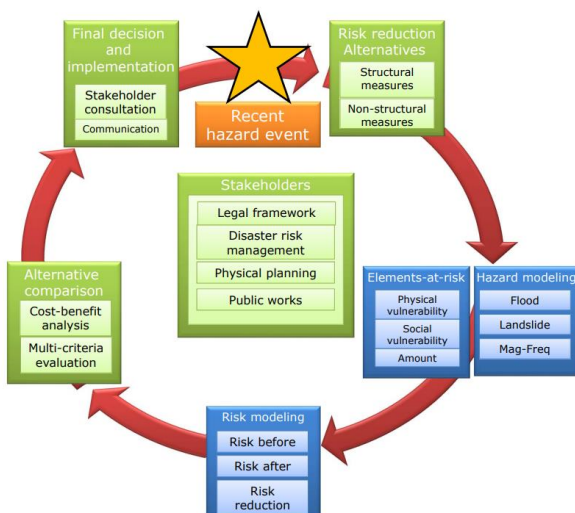 Final decision
and
implementation
Stakeholder
consultation
Communication
Recent
hazard event
Risk reduction
Alternatives
Structural
measures
Non-structural
measures
Stakeholders
Legal framework
Disaster risk
management
Physical planning
Public works
Elements-at-risk
Physical
vulnerability
Social
vulnerability
Amount
Hazard modeling
Flood
Landslide
Mag-Freq
Risk modeling
Risk before
Risk after
Risk
reduction
Alternative
comparison
Cost-benefit
analysis
Multi-criteria
evaluation